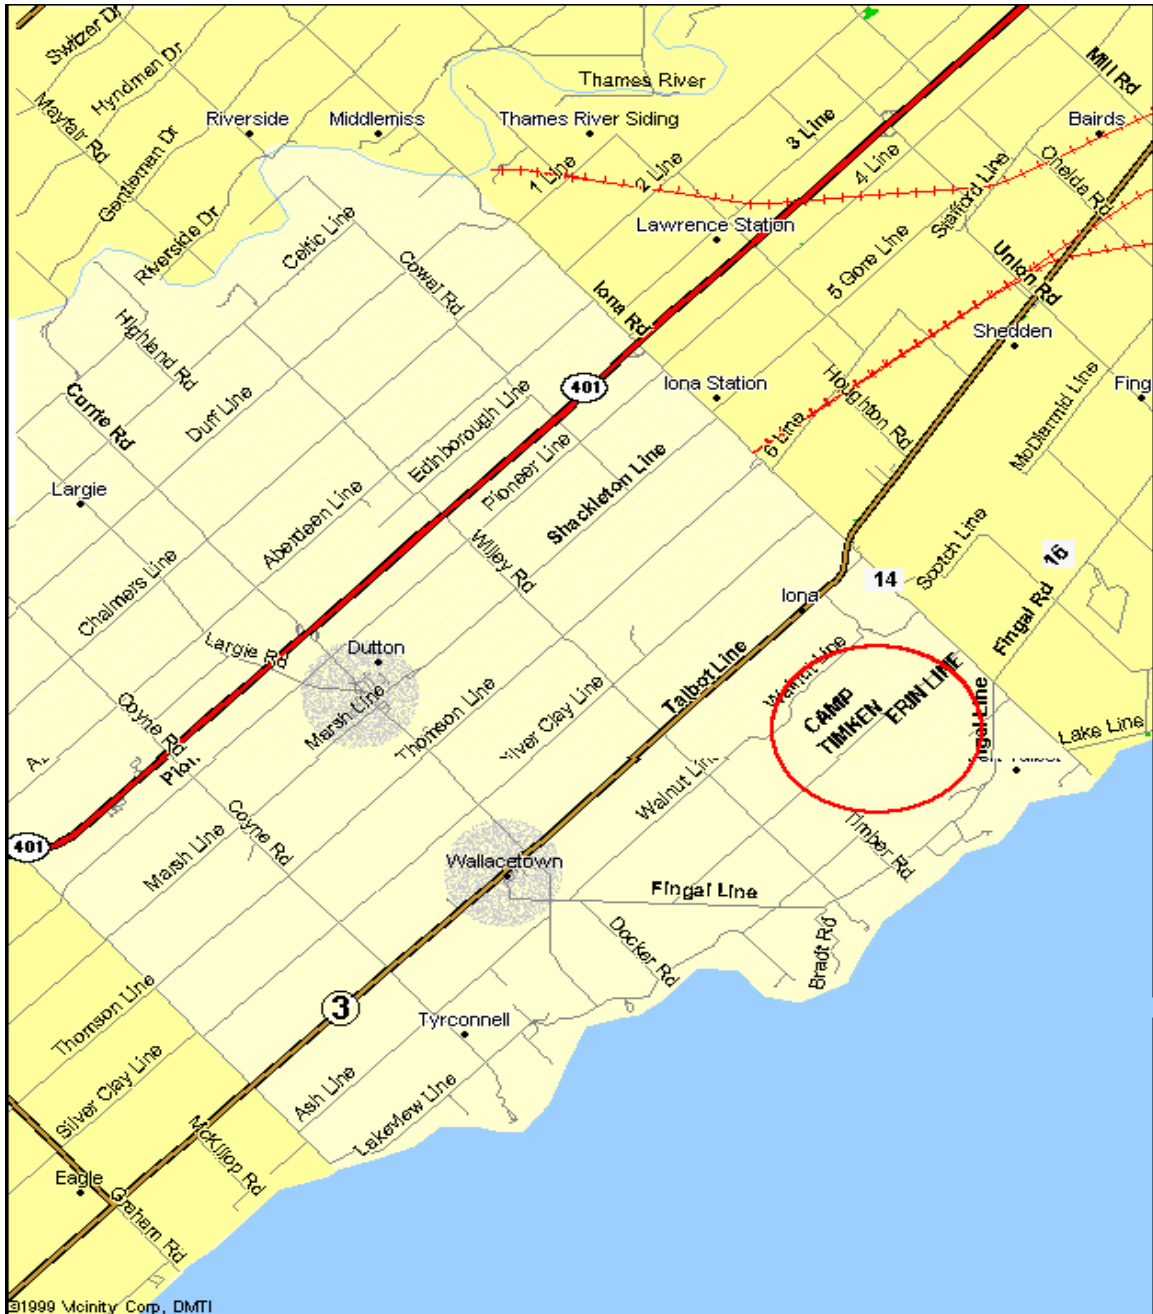 Switzer Dr
Hyndman Dr
Mayfair Rd
Gentleman Dr
Riverside Dr
Riverside
Middlemiss
Thames River
Thames River Siding
Mill Rd
Bairds
3 Line
1 Line
2 Line
4 Line
Oneida Rd
Stafford Line
Lawrence Station
5 Gore Line
Union Rd
Celtic Line
Cowal Rd
Iona Rd
Highland Rd
Shedden
401
Iona Station
Houghton Rd
Fing
Currie Rd
Duff Line
Edinborough Line
6 Line
McDiermid Line
Pioneer Line
Shackleton Line
Largie
Aberdeen Line
Willey Rd
Scotch Line
16
14
Chalmers Line
Iona
Fingal Rd
Largie Rd
Dutton
Talbot Line
Walnut Line
CAMP
TIMKEN
ERIN LINE
Coyne Rd
Marsh Line
Thomson Line
Silver Clay Line
ngal Line
Lake Line
Walnut Lin
401
Coyne Rd
Marsh Line
Timber Rd
Wallacetown
Fingal Line
Docker Rd
Bradt Rd
3
Thomson Line
Tyrconnell
Silver Clay Line
Ash Line
Lakeview Line
McKillop Rd
Eagle
Graham Rd
©1999 Vicinity Corp, DMTI